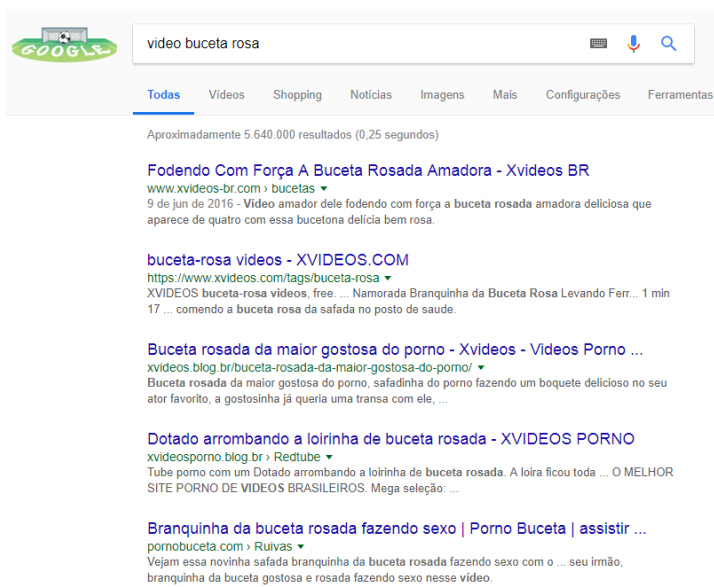 GOOGLE
video buceta rosa
Todas Vídeos Shopping Notícias Imagens Mais Configurações Ferramentas
Aproximadamente 5.640.000 resultados (0,25 segundos)
Fodendo Com Força A Buceta Rosada Amadora - Xvideos BR
www.xvideos-br.com › bucetas
9 de jun de 2016 - Video amador dele fodendo com força a buceta rosada amadora deliciosa que
aparece de quatro com essa bucetona delícia bem rosa.
buceta-rosa videos - XVIDEOS.COM
https://www.xvideos.com/tags/buceta-rosa
XVIDEOS buceta-rosa videos, free. ... Namorada Branquinha da Buceta Rosa Levando Ferr... 1 min
17 ... comendo a buceta rosa da safada no posto de saude.
Buceta rosada da maior gostosa do porno - Xvideos - Videos Porno ...
xvideos.blog.br/buceta-rosada-da-maior-gostosa-do-porno/
Buceta rosada da maior gostosa do porno, safadinha do porno fazendo um boquete delicioso no seu
ator favorito, a gostosinha já queria uma transa com ele, ...
Dotado arrombando a loirinha de buceta rosada - XVIDEOS PORNO
xvideosporno.blog.br › Redtube
Tube porno com um Dotado arrombando a loirinha de buceta rosada. A loira ficou toda ... O MELHOR
SITE PORNO DE VIDEOS BRASILEIROS. Mega seleção: ...
Branquinha da buceta rosada fazendo sexo | Porno Buceta | assistir ...
pornobuceta.com › Ruivas
Vejam essa novinha safada branquinha da buceta rosada fazendo sexo com o ... seu irmão,
branquinha da buceta gostosa e rosada fazendo sexo nesse vídeo.